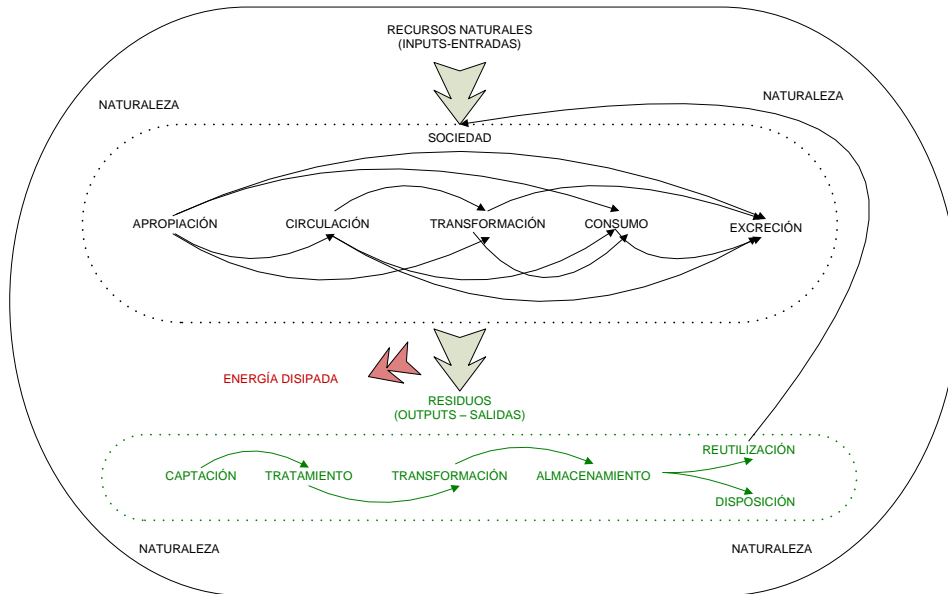 RECURSOS NATURALES
(INPUTS-ENTRADAS)
NATURALEZA
NATURALEZA
SOCIEDAD
APROPIACIÓN
CIRCULACIÓN
TRANSFORMACIÓN
CONSUMO
EXCRECIÓN
ENERGÍA DISIPADA
RESIDUOS
(OUTPUTS – SALIDAS)
CAPTACIÓN
TRATAMIENTO
TRANSFORMACIÓN
ALMACENAMIENTO
REUTILIZACIÓN
DISPOSICIÓN
NATURALEZA
NATURALEZA